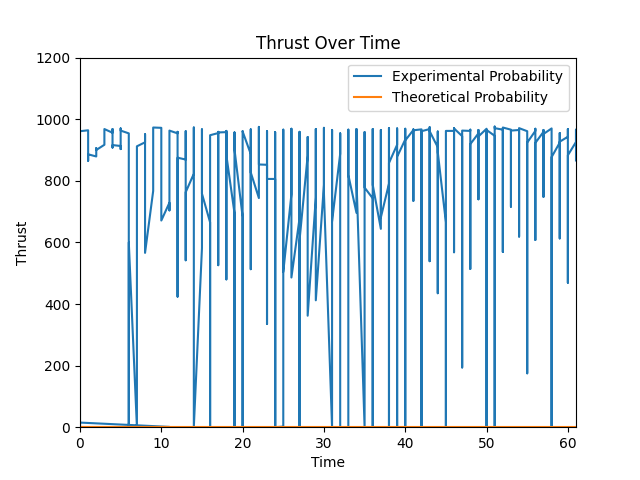 Thrust Over Time
1200
1000
800
600
400
200
0
Thrust
Experimental Probability
Theoretical Probability
0 10 20 30 40 50 60
Time